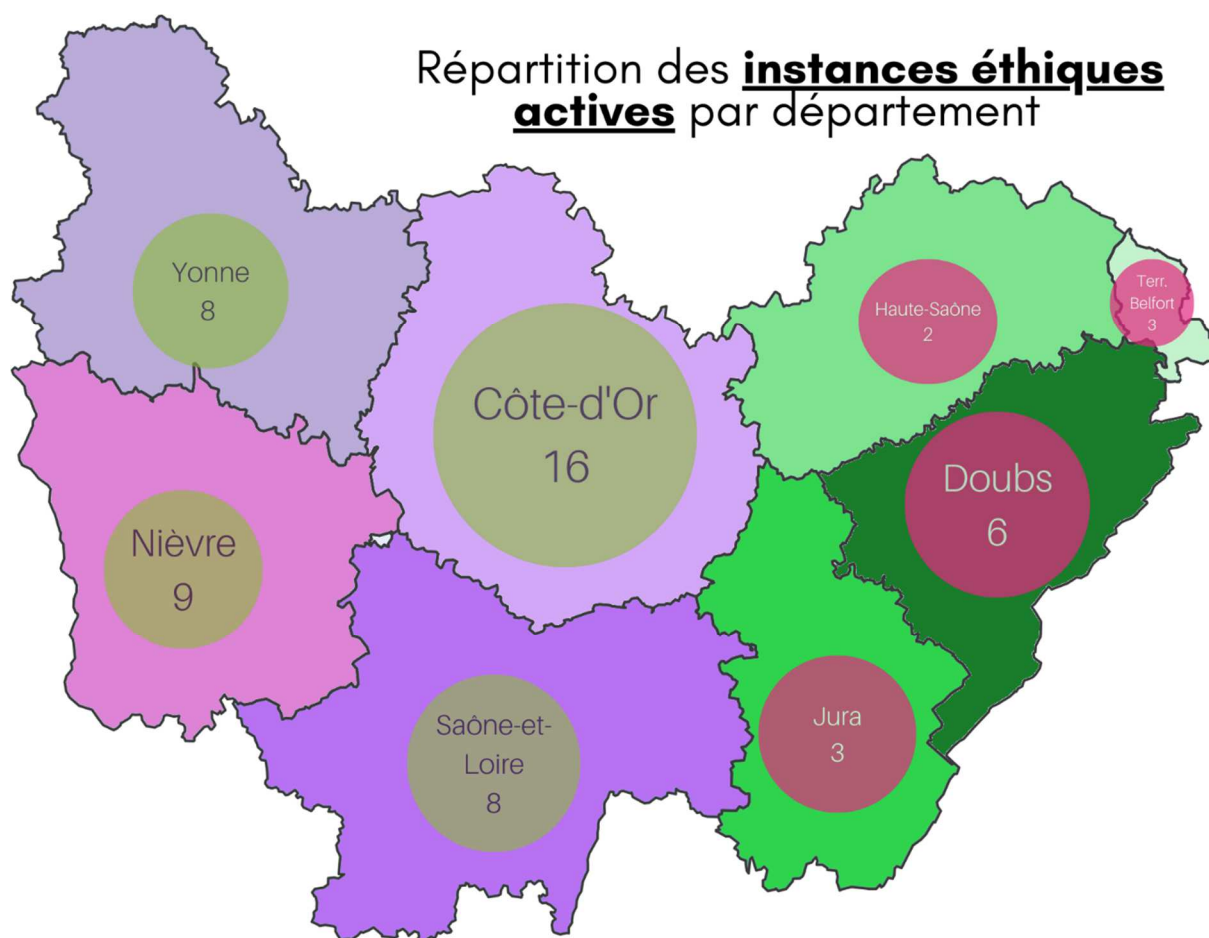 Répartition des instances éthiques
actives par département
Yonne
8
Côte-d'Or
16
Haute-Saône
2
Terr.
Belfort
3
Nièvre
9
Doubs
6
Saône-et-
Loire
8
Jura
3